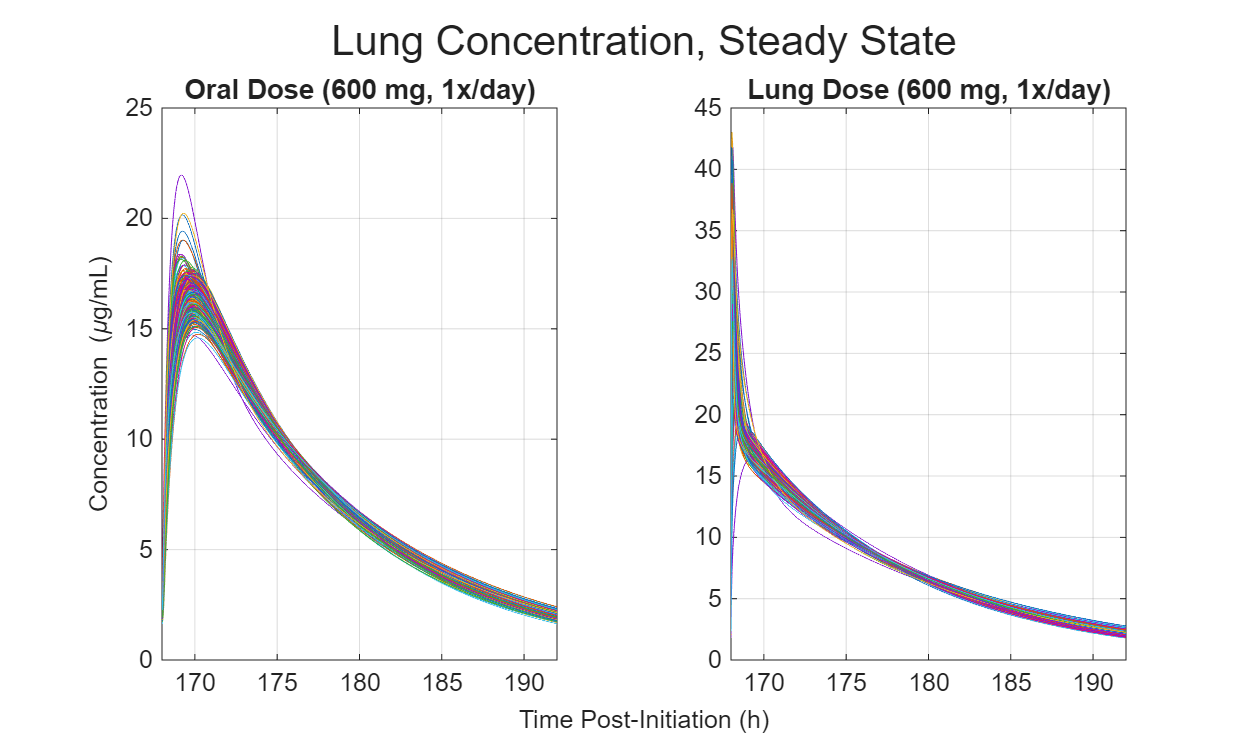 Lung Concentration, Steady State
Oral Dose (600 mg, 1x/day)
25
20
15
10
5
0
170 175 180 185 190
Concentration (µg/mL)
Lung Dose (600 mg, 1x/day)
45
40
35
30
25
20
15
10
5
0
170 175 180 185 190
Time Post-Initiation (h)